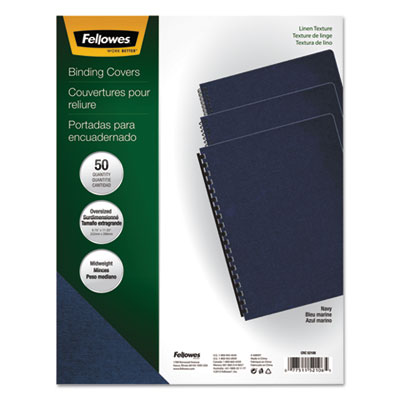 Fellowes
WORK BETTER
Linen Texture
Texture de linge
Textura de lino
Binding Covers
Couvertures pour
reliure
Portadas para
encuadernado
50
QUANTITY
QUANTITÉ
CANTIDAD
Oversized
Surdimensionné
Tamaño extragrande
Midweight
Minces
Peso mediano
Navy
Bleu marine
Azul marino
Fellowes